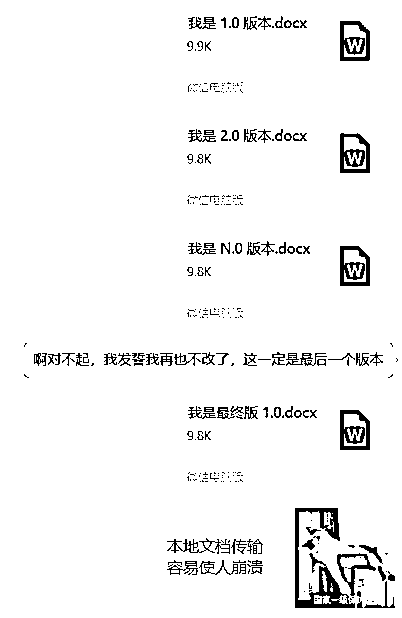 我是 1.0 版本.docx
9.9K
微信电脑版
我是 2.0 版本.docx
9.8K
微信电脑版
我是 N.0 版本.docx
9.8K
微信电脑版
啊对不起，我发誓我再也不改了，这一定是最后一个版本
我是最终版 1.0.docx
9.8K
微信电脑版
本地文档传输
容易使人崩溃